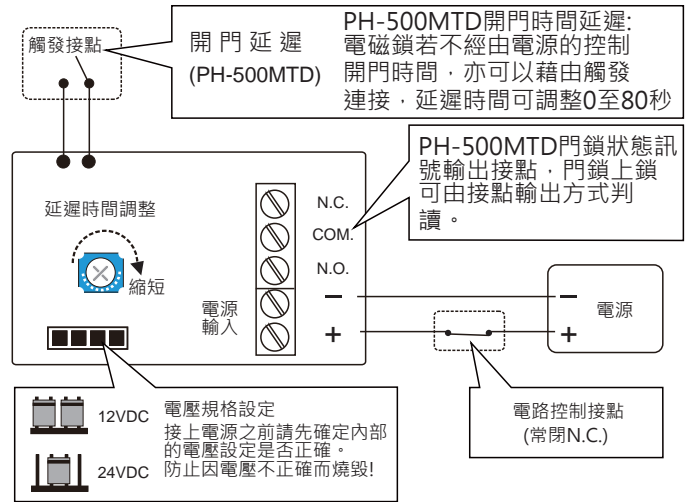 觸發接點
開門延遲
(PH-500MTD)
PH-500MTD開門時間延遲:
電磁鎖若不經由電源的控制
開門時間，亦可以藉由觸發
連接，延遲時間可調整0至80秒
PH-500MTD門鎖狀態訊
號輸出接點，門鎖上鎖
可由接點輸出方式判
讀。
延遲時間調整
縮短
N.C.
COM.
N.O.
電源
輸入
−
+
−
+
電源
電路控制接點
(常閉N.C.)
12VDC
24VDC
電壓規格設定
接上電源之前請先確定內部
的電壓設定是否正確。
防止因電壓不正確而燒毀!